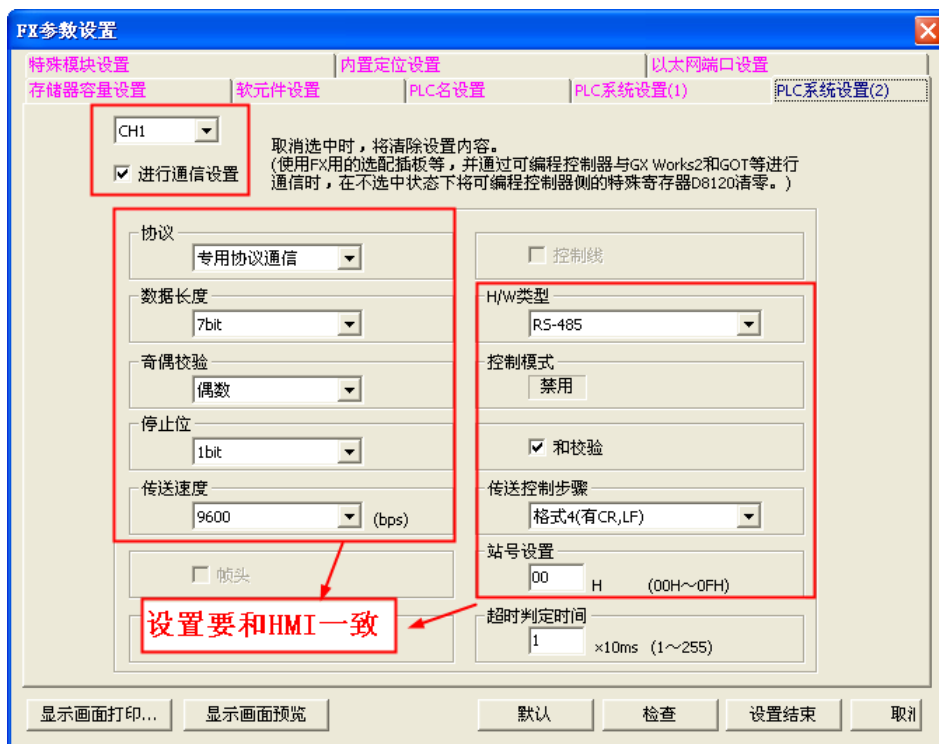 FX参数设置
特殊模块设置
内置定位设置
以太网端口设置
存储器容量设置
软元件设置
PLC名设置
PLC系统设置(1)
PLC系统设置(2)
CH1
进行通信设置
取消选中时，将清除设置内容。
(使用FX用的选配插板等，并通过可编程控制器与GX Works2和GOT等进行
通信时，在不选中状态下将可编程控制器侧的特殊寄存器D8120清零。)
协议
专用协议通信
数据长度
7bit
奇偶校验
偶数
停止位
1bit
传送速度
9600
(bps)
帧头
控制线
H/W类型
RS-485
控制模式
禁用
和校验
传送控制步骤
格式4(有CR,LF)
站号设置
00
H
(00H～0FH)
超时判定时间
1
×10ms
(1～255)
设置要和HMI一致
显示画面打印...
显示画面预览
默认
检查
设置结束